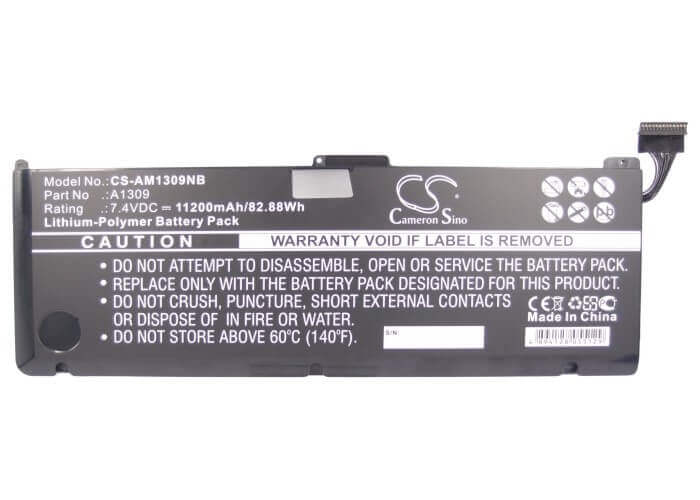 Model No.: CS-AM1309NB
Part No : A1309
Rating : 7.4VDC ⎓ 11200mAh/82.88Wh
Lithium-Polymer Battery Pack
CS
Cameron Sino
Pb
CAUTION
WARRANTY VOID IF LABEL IS REMOVED
• DO NOT ATTEMPT TO DISASSEMBLE, OPEN OR SERVICE THE BATTERY PACK.
• REPLACE ONLY WITH THE BATTERY PACK DESIGNATED FOR THIS PRODUCT.
• DO NOT CRUSH, PUNCTURE, SHORT EXTERNAL CONTACTS
OR DISPOSE OF IN FIRE OR WATER.
• DO NOT STORE ABOVE 60°C (140°F).
S/N
CE
Made In China